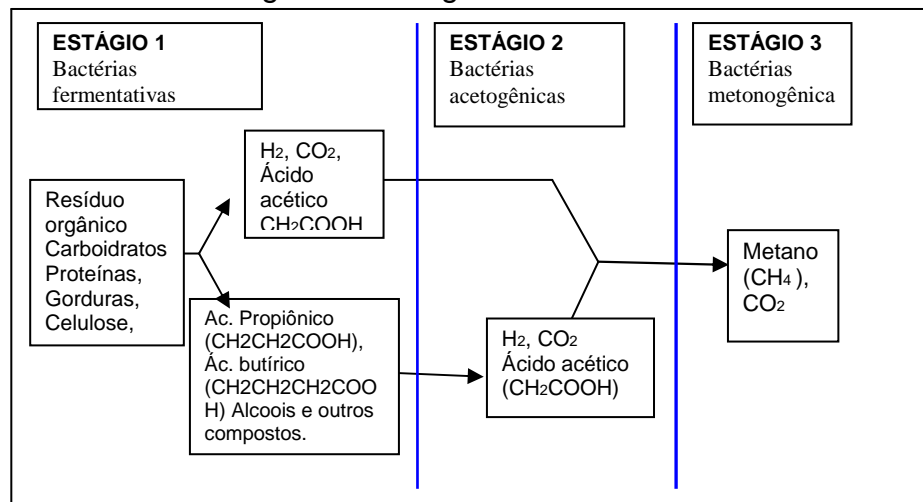 ESTÁGIO 1
Bactérias
fermentativas
ESTÁGIO 2
Bactérias
acetogênicas
ESTÁGIO 3
Bactérias
metonogênica
H2, CO2,
Ácido
acético
CH2COOH
Resíduo
orgânico
Carboidratos
Proteínas,
Gorduras,
Celulose,
Ac. Propiônico
(CH2CH2COOH),
Ác. butírico
(CH2CH2CH2COO
H) Alcoois e outros
compostos.
H2, CO2
Ácido acético
(CH2COOH)
Metano
(CH4 ),
CO2